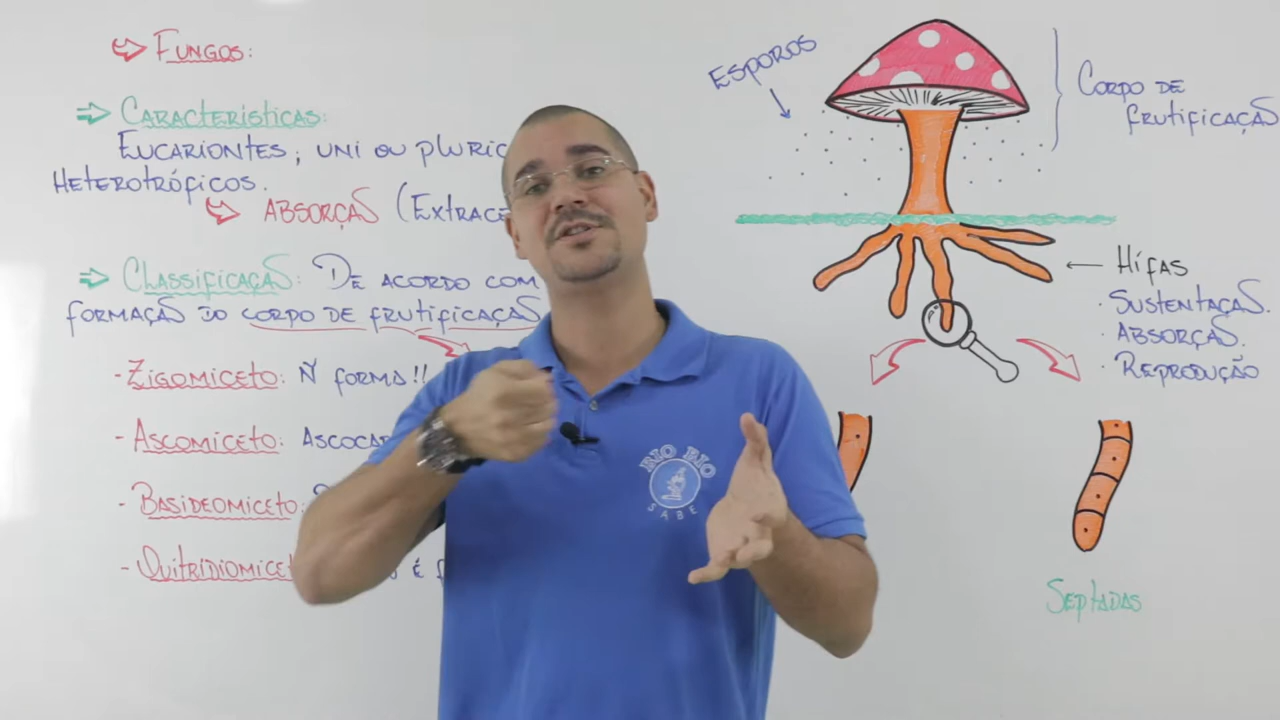 Fungos:
Características:
Eucariontes; uni ou pluric
Heterotróficos.
Absorção (Extrace
Classificação: De acordo com
formação do corpo de frutificação
- Zigomiceto: Ñ forma!!
- Ascomiceto: Ascocar
- Basideomiceto:
- Quitridiomicet
é
Esporos
Corpo de
frutificação
Hífas
· Sustentação.
· Absorção.
· Reprodução
Septadas
BIO BIO
SABE